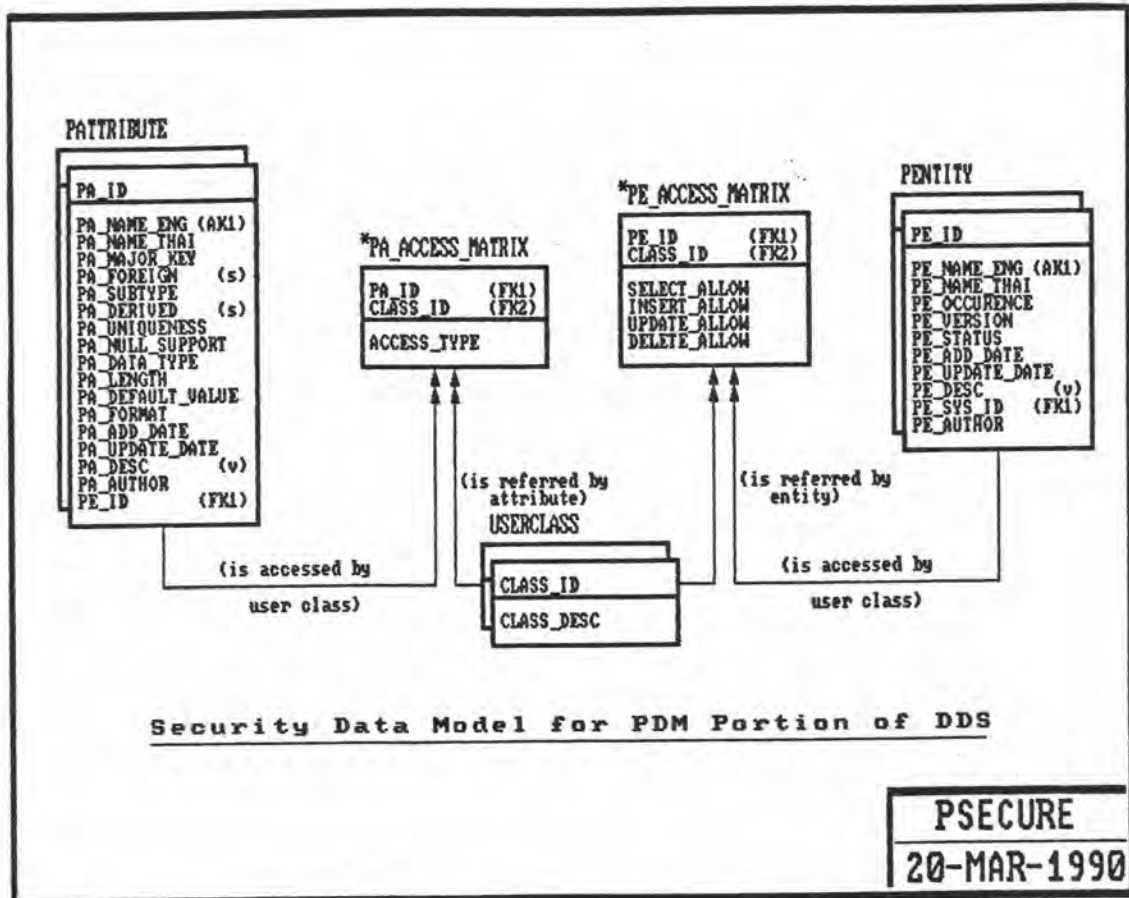 PATTRIBUTE
PA_ID
PA_NAME_ENG (AK1)
PA_NAME_THAI
PA_MAJOR_KEY
PA_FOREIGN (s)
PA_SUBTYPE
PA_DERIVED (s)
PA_UNIQUENESS
PA_NULL_SUPPORT
PA_DATA_TYPE
PA_LENGTH
PA_DEFAULT_VALUE
PA_FORMAT
PA_ADD_DATE
PA_UPDATE_DATE
PA_DESC (v)
PA_AUTHOR
PE_ID (FK1)
*PA_ACCESS_MATRIX
PA_ID (FK1)
CLASS_ID (FK2)
ACCESS_TYPE
*PE_ACCESS_MATRIX
PE_ID (FK1)
CLASS_ID (FK2)
SELECT_ALLOW
INSERT_ALLOW
UPDATE_ALLOW
DELETE_ALLOW
PENTITY
PE_ID
PE_NAME_ENG (AK1)
PE_NAME_THAI
PE_OCCURENCE
PE_VERSION
PE_STATUS
PE_ADD_DATE
PE_UPDATE_DATE
PE_DESC (v)
PE_SYS_ID (FK1)
PE_AUTHOR
(is referred by
attribute)
(is referred by
entity)
USERCLASS
CLASS_ID
CLASS_DESC
(is accessed by
user class)
(is accessed by
user class)
Security Data Model for PDM Portion of DDS
PSECURE
20-MAR-1990